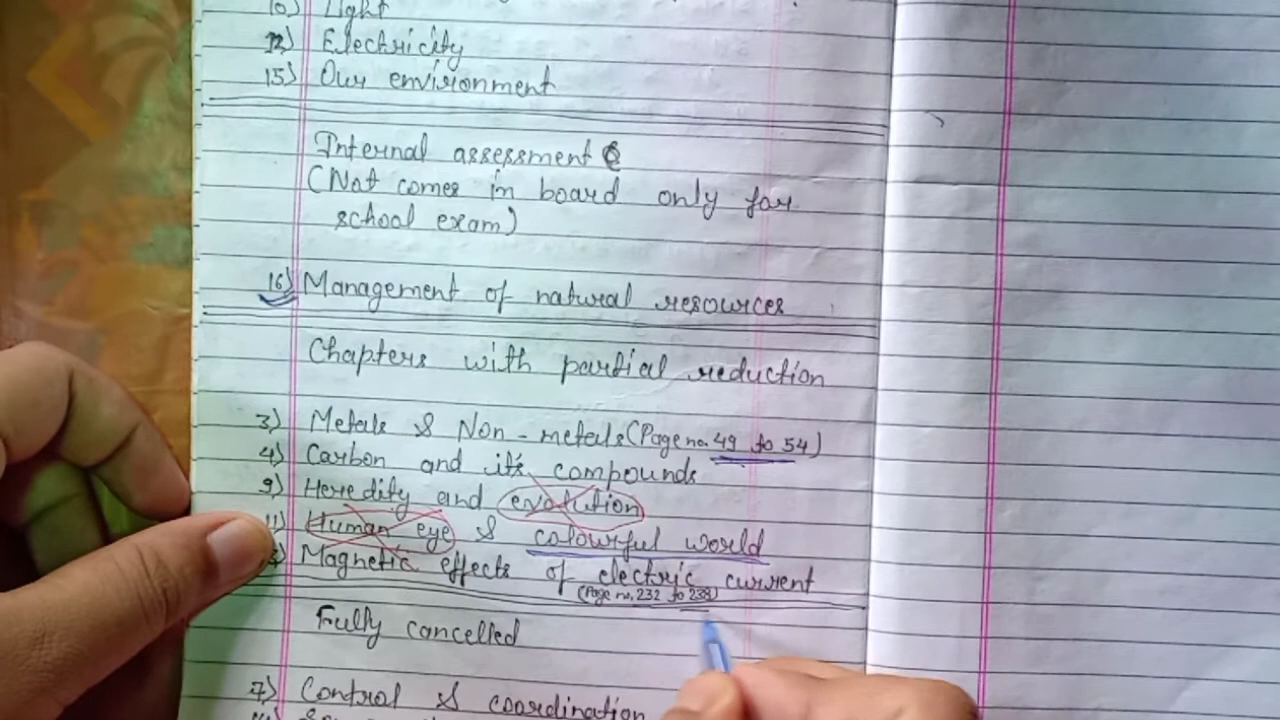 10) Light
12) Electricity
15) Our environment
Internal assessment
(Not comes in board only for
school exam)
16) Management of natural resources
Chapters with partial reduction
3) Metals & Non-metals (Page no. 49 to 54)
4) Carbon and it's compounds
9) Heredity and evolution
11) Human eye & colourful world
Magnetic effects of electric current
(Page no. 232 to 238)
Fully cancelled
7) Control & coordination